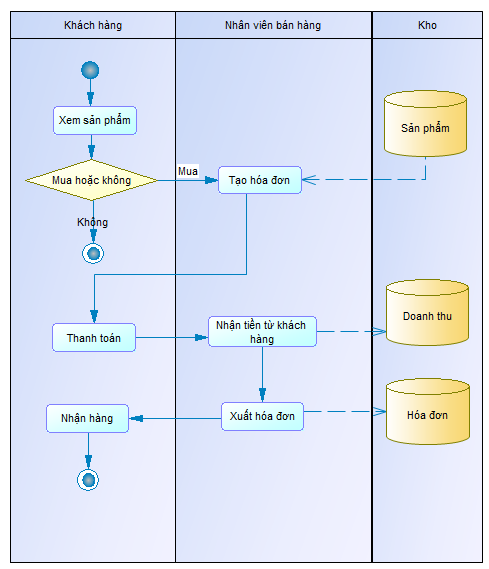 Khách hàng
Nhân viên bán hàng
Kho
Xem sản phẩm
Sản phẩm
Mua hoặc không
Mua
Tạo hóa đơn
Không
Thanh toán
Nhận tiền từ khách
hàng
Doanh thu
Nhận hàng
Xuất hóa đơn
Hóa đơn